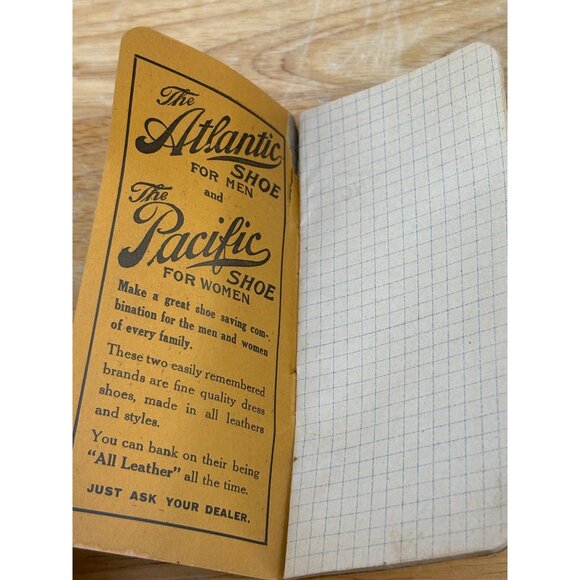 The
Atlantic
SHOE
FOR MEN
and
The
Pacific
SHOE
FOR WOMEN
Make a great shoe saving com-
bination for the men and women
of every family.
These two easily remembered
brands are fine quality dress
shoes, made in all leathers
and styles.
You can bank on their being
"All Leather" all the time.
JUST ASK YOUR DEALER.